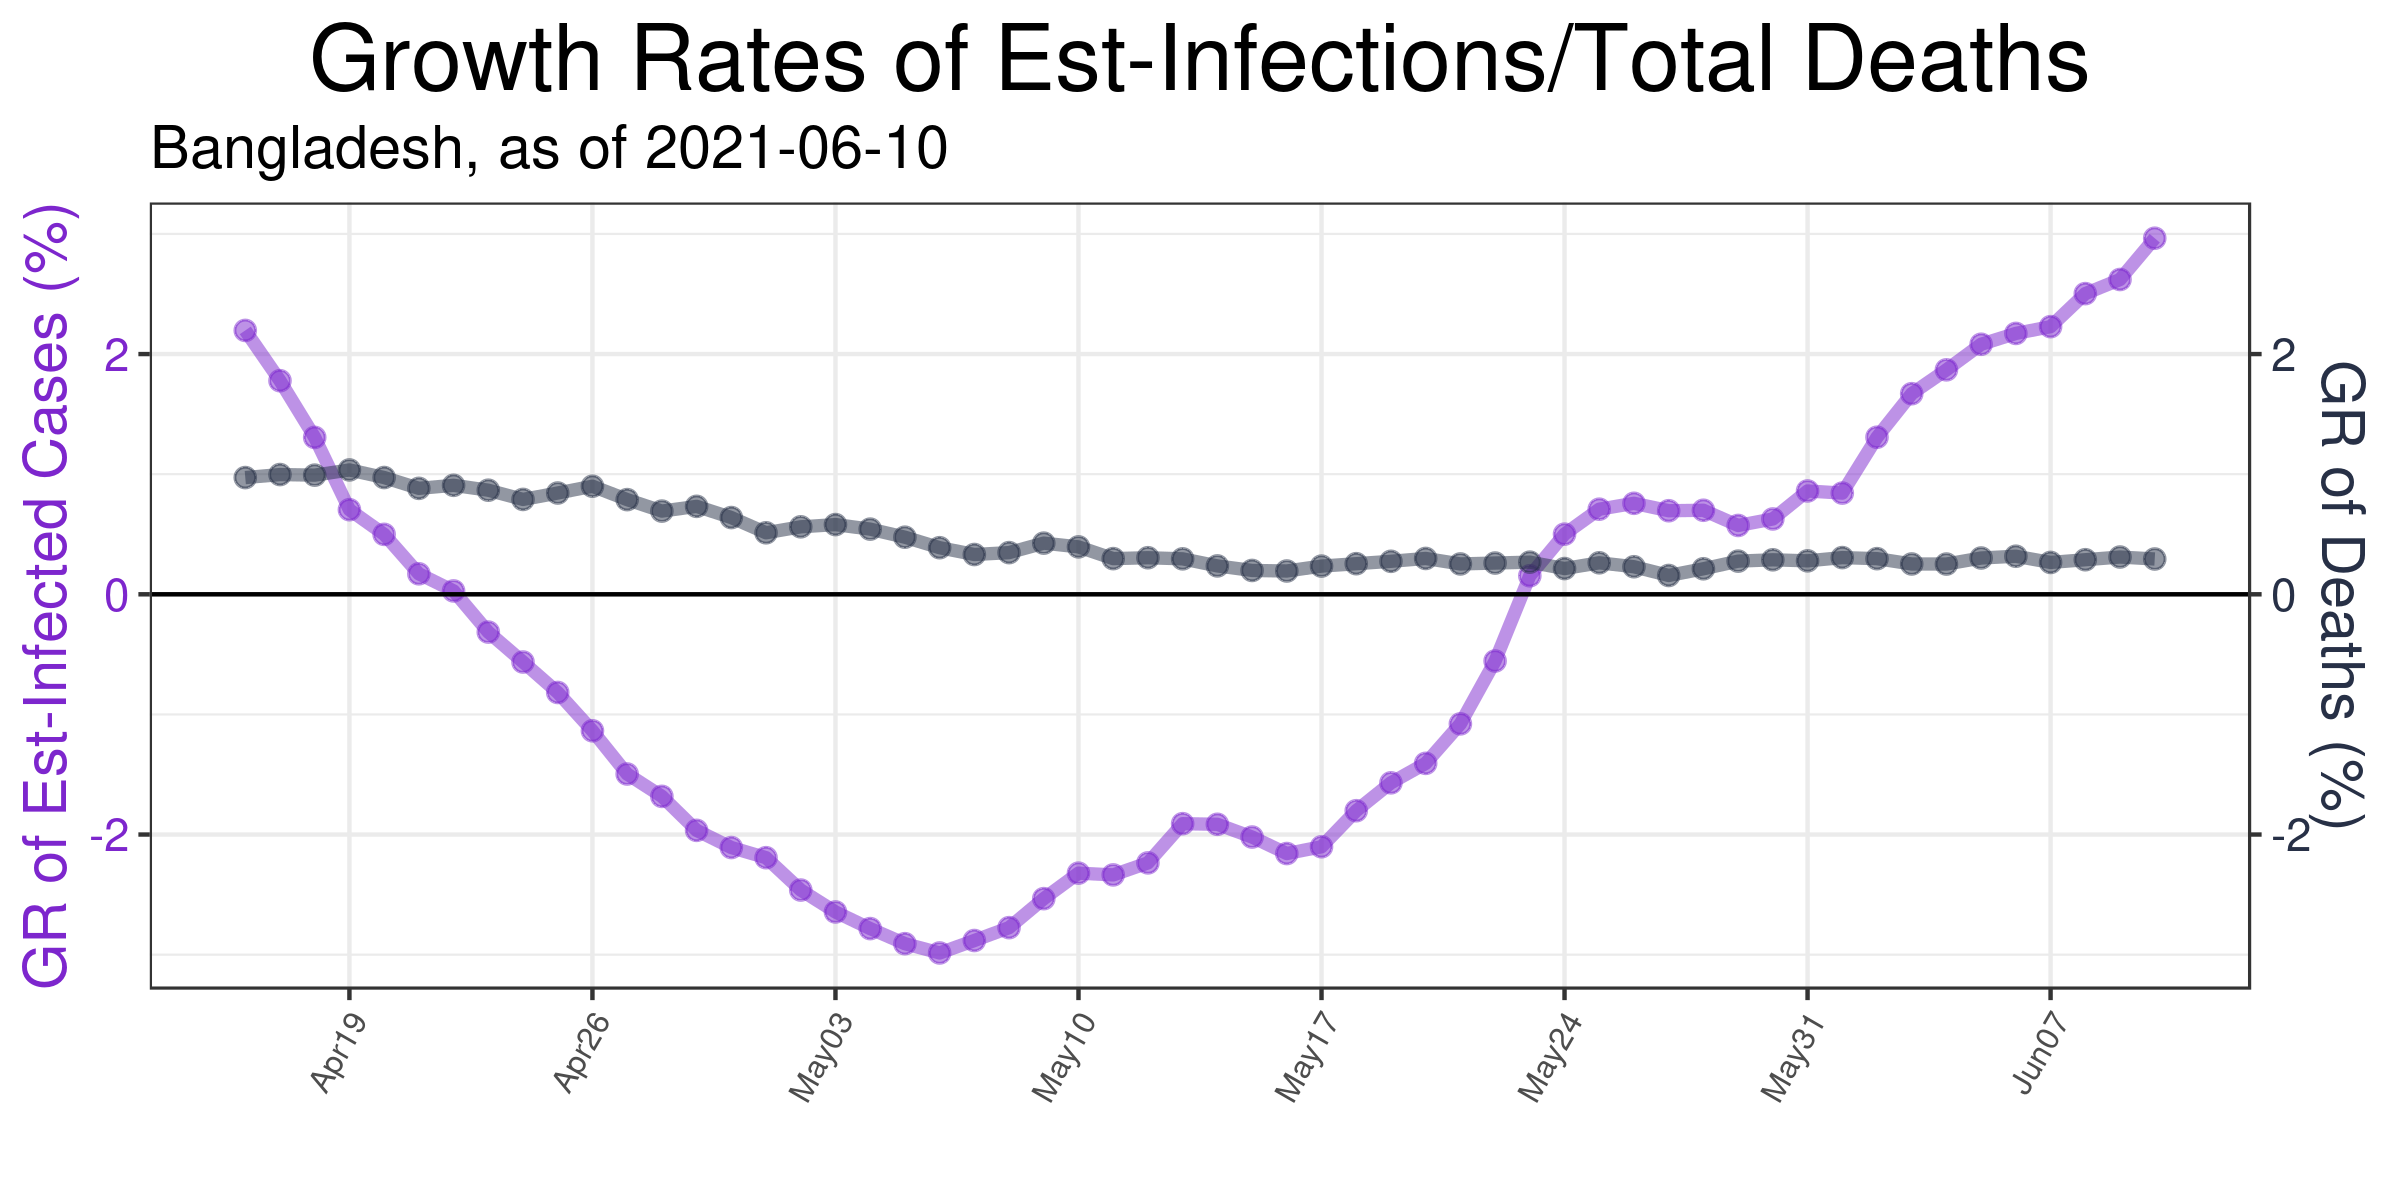 Growth Rates of Est-Infections/Total Deaths
Bangladesh, as of 2021-06-10
GR of Est-Infected Cases (%)
2
0
-2
2
0
-2
GR of Deaths (%)
Apr19
Apr26
May03
May10
May17
May24
May31
Jun07